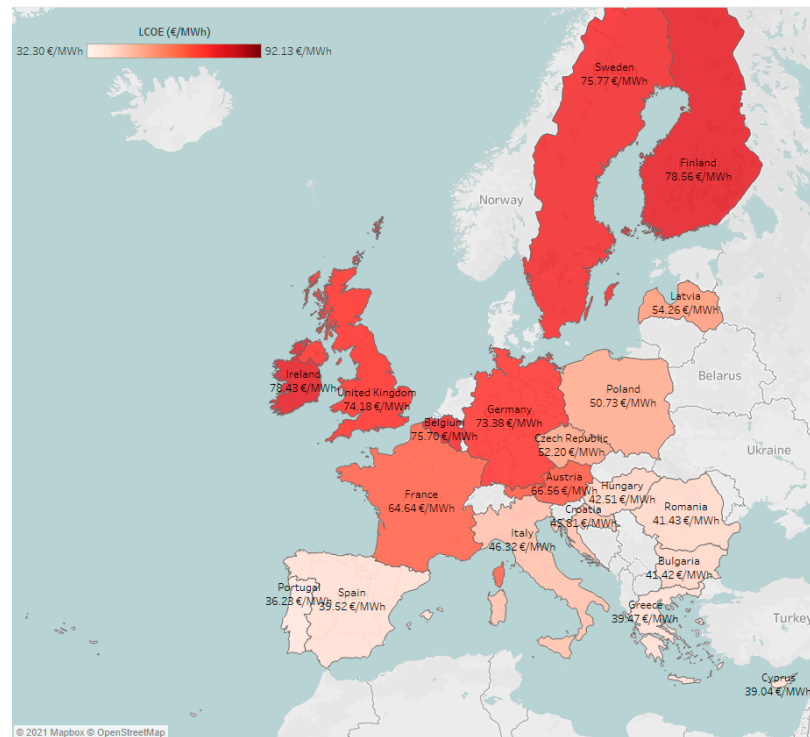 LCOE (€/MWh)
32.30 €/MWh 92.13 €/MWh
Sweden
75.77 €/MWh
Finland
78.56 €/MWh
Norway
Latvia
54.26 €/MWh
Belarus
Ireland
78.43 €/MWh
United Kingdom
74.18 €/MWh
Poland
50.73 €/MWh
Germany
73.38 €/MWh
Belgium
75.70 €/MWh
Czech Republic
52.20 €/MWh
Ukraine
Austria
66.56 €/MWh
Hungary
42.51 €/MWh
France
64.64 €/MWh
Croatia
45.81 €/MWh
Romania
41.43 €/MWh
Italy
46.32 €/MWh
Bulgaria
41.42 €/MWh
Portugal
36.23 €/MWh
Spain
39.52 €/MWh
Greece
39.47 €/MWh
Turkey
Cyprus
39.04 €/MWh
© 2021 Mapbox © OpenStreetMap